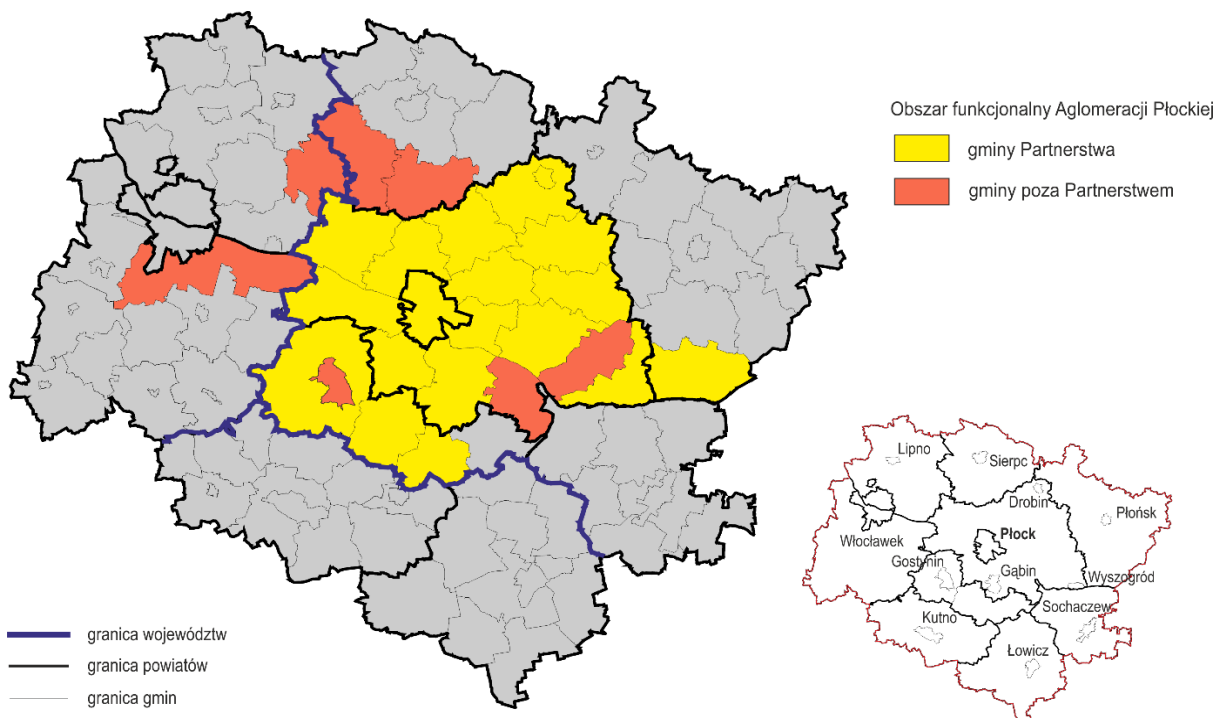 Obszar funkcjonalny Aglomeracji Płockiej
gminy Partnerstwa
gminy poza Partnerstwem
granica województw
granica powiatów
granica gmin
Lipno
Sierpc
Drobin
Płońsk
Włocławek
Płock
Gostynin
Gąbin
Wyszogród
Sochaczew
Kutno
Łowicz